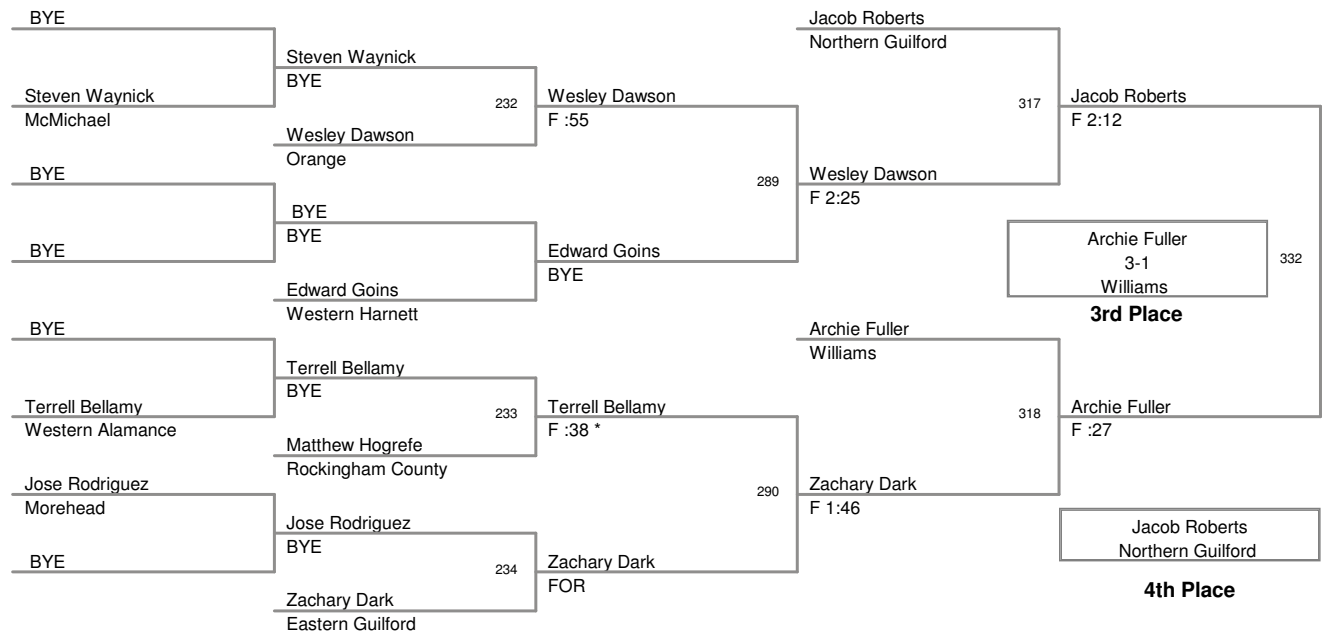 BYE
Steven Waynick
McMichael
BYE
BYE
BYE
Terrell Bellamy
Western Alamance
Jose Rodriguez
Morehead
BYE
Steven Waynick
BYE
232
Wesley Dawson
Orange
BYE
BYE
Edward Goins
Western Harnett
Terrell Bellamy
BYE
233
Matthew Hogrefe
Rockingham County
Jose Rodriguez
BYE
234
Zachary Dark
Eastern Guilford
Wesley Dawson
F :55
289
Edward Goins
BYE
Terrell Bellamy
F :38 *
290
Zachary Dark
FOR
Jacob Roberts
Northern Guilford
317
Wesley Dawson
F 2:25
Archie Fuller
Williams
318
Zachary Dark
F 1:46
Jacob Roberts
F 2:12
Archie Fuller
3-1
Williams
332
3rd Place
Archie Fuller
F :27
Jacob Roberts
Northern Guilford
4th Place